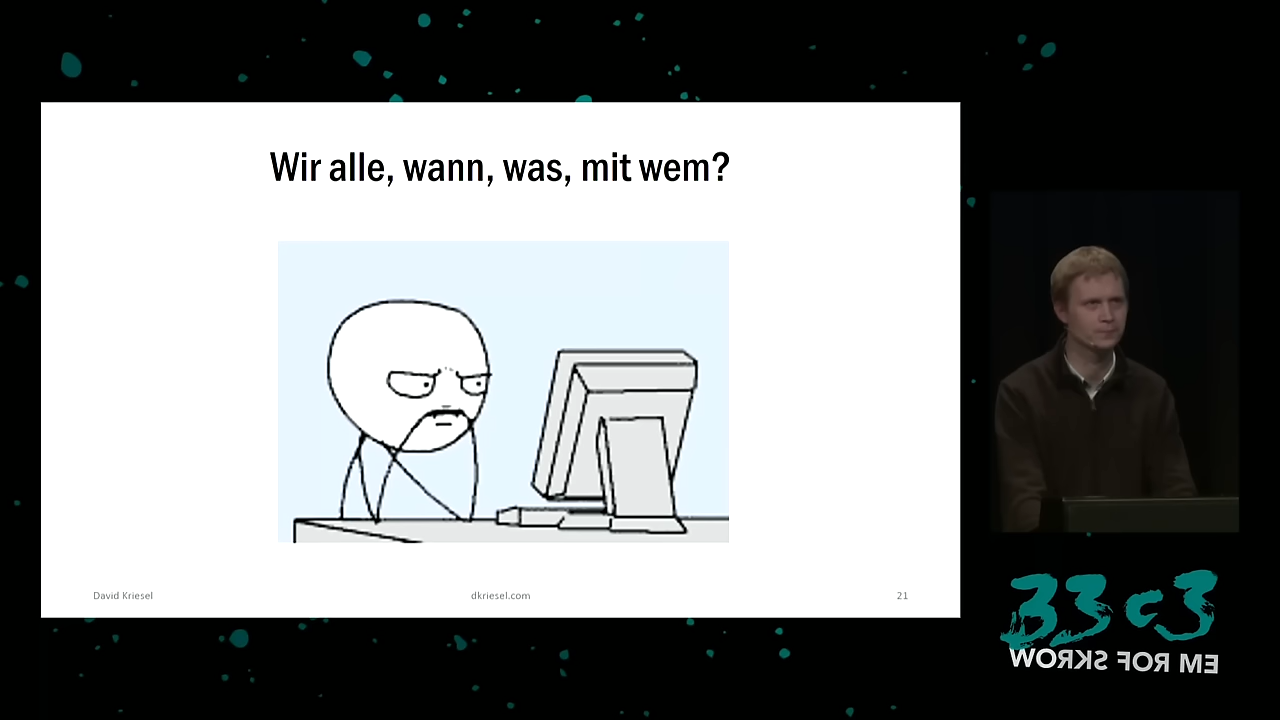 Wir alle, wann, was, mit wem?
David Kriesel
dkriesel.com
21
33c3
WORKS FOR ME